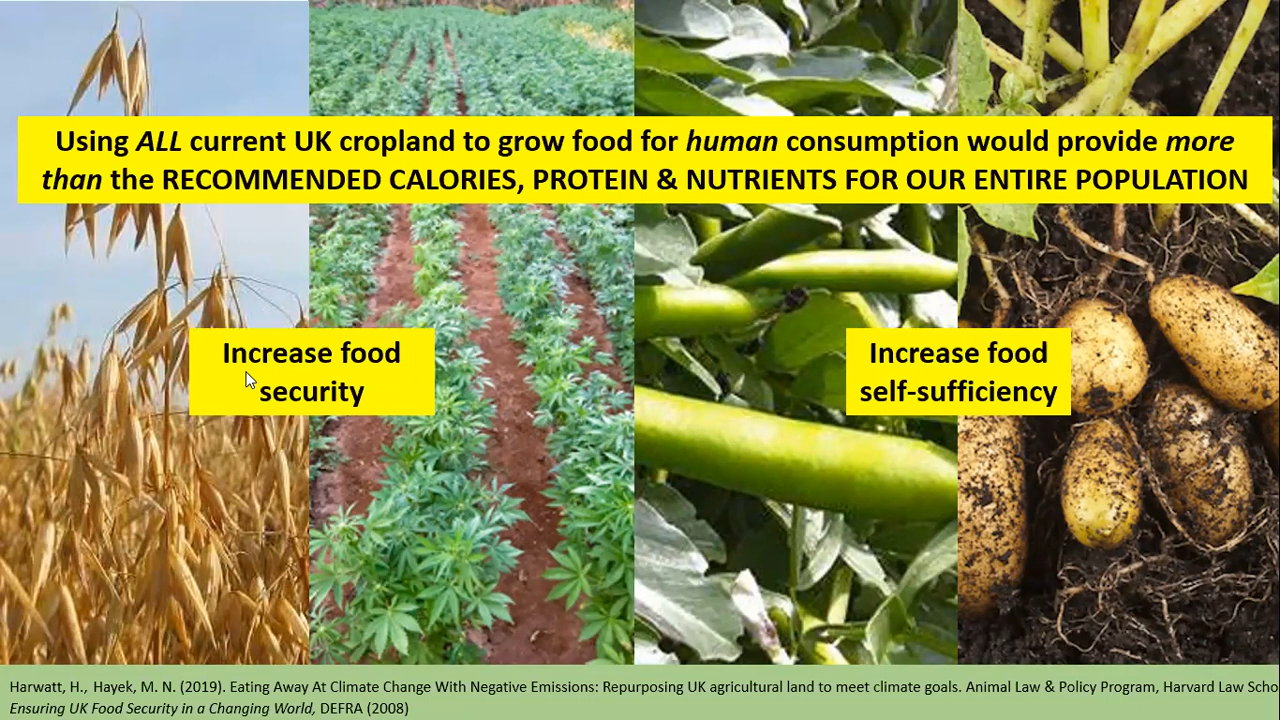 Using ALL current UK cropland to grow food for human consumption would provide more
than the RECOMMENDED CALORIES, PROTEIN & NUTRIENTS FOR OUR ENTIRE POPULATION
Increase food
security
Increase food
self-sufficiency
Harwatt, H., Hayek, M. N. (2019). Eating Away At Climate Change With Negative Emissions: Repurposing UK agricultural land to meet climate goals. Animal Law & Policy Program, Harvard Law Scho
Ensuring UK Food Security in a Changing World, DEFRA (2008)